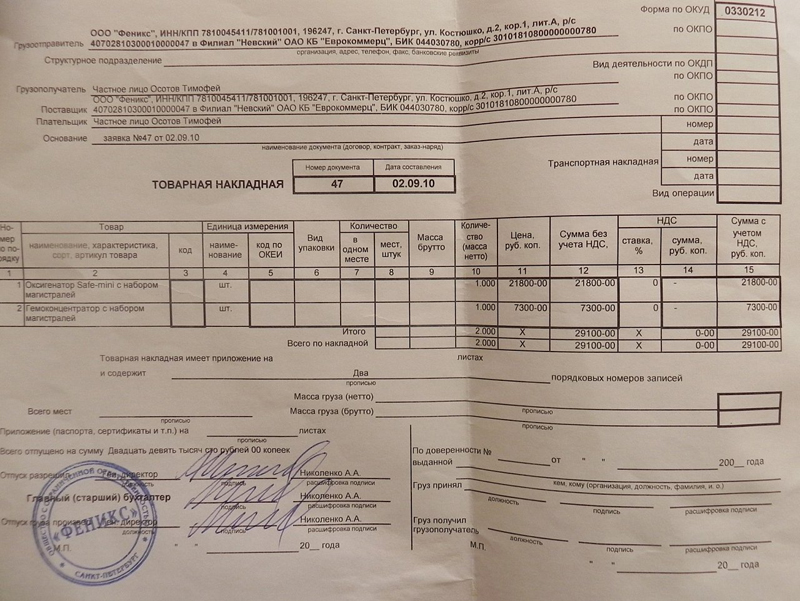 Форма по ОКУД 0330212
ООО "Феникс", ИНН/КПП 7810045411/781001001, 196247, г. Санкт-Петербург, ул. Костюшко, д.2, кор.1, лит.А, р/с
Грузоотправитель 40702810300010000047 в Филиал "Невский" ОАО КБ "Еврокоммерц", БИК 044030780, корр/с 30101810800000000780 по ОКПО
организация, адрес, телефон, факс, банковские реквизиты
Структурное подразделение
Вид деятельности по ОКДП
по ОКПО
Грузополучатель Частное лицо Осотов Тимофей
ООО "Феникс", ИНН/КПП 7810045411/781001001, 196247, г. Санкт-Петербург, ул. Костюшко, д.2, кор.1, лит.А, р/с по ОКПО
Поставщик 40702810300010000047 в Филиал "Невский" ОАО КБ "Еврокоммерц", БИК 044030780, корр/с 30101810800000000780 по ОКПО
Плательщик Частное лицо Осотов Тимофей
Основание заявка №47 от 02.09.10 номер
наименование документа (договор, контракт, заказ-наряд) дата
Транспортная накладная номер
дата
Вид операции
Номер документа Дата составления
ТОВАРНАЯ НАКЛАДНАЯ 47 02.09.10
Но-мер по по-рядку Товар Единица измерения Вид упаковки Количество Масса брутто Количе-ство (масса нетто) Цена, руб. коп. Сумма без учета НДС, руб. коп. НДС Сумма с учетом НДС, руб. коп.
наименование, характеристика, сорт, артикул товара код наиме-нование код по ОКЕИ в одном месте мест, штук ставка, % сумма, руб. коп.
1 2 3 4 5 6 7 8 9 10 11 12 13 14 15
1 Оксигенатор Safe-mini с набором магистралей шт. 1.000 21800-00 21800-00 0 - 21800-00
2 Гемоконцентратор с набором магистралей шт. 1.000 7300-00 7300-00 0 - 7300-00
Итого 2.000 X 29100-00 X 0-00 29100-00
Всего по накладной 2.000 X 29100-00 X 0-00 29100-00
Товарная накладная имеет приложение на листах
и содержит Два порядковых номеров записей
прописью
Масса груза (нетто)
прописью
Всего мест Масса груза (брутто)
прописью прописью
Приложение (паспорта, сертификаты и т.п.) на листах
прописью
Всего отпущено на сумму Двадцать девять тысяч сто рублей 00 копеек
По доверенности №
выданной от " " 200__ года
кем, кому (организация, должность, фамилия, и. о.)
Отпуск разрешил Ген. директор Николенко А.А.
подпись расшифровка подписи
Главный (старший) бухгалтер Николенко А.А.
подпись расшифровка подписи
Отпуск груза произвел Ген. директор Николенко А.А.
должность подпись расшифровка подписи
М.П. " " 20__ года
Груз принял
должность подпись расшифровка подписи
Груз получил
грузополучатель
должность подпись расшифровка подписи
М.П. " " 20__ года
«ФЕНИКС»
САНКТ-ПЕТЕРБУРГ